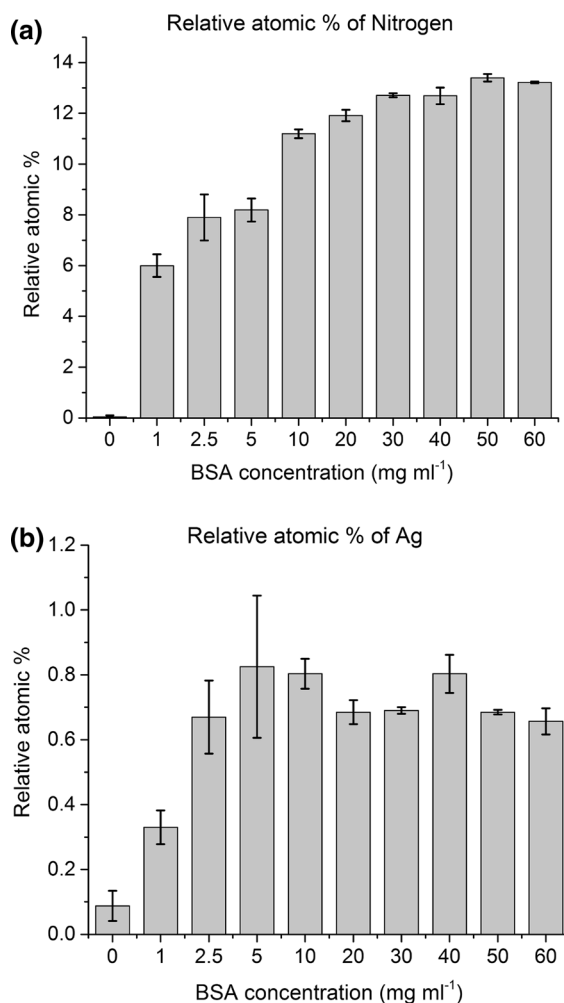 (a)
Relative atomic % of Nitrogen
Relative atomic %
14
12
10
8
6
4
2
0
0 1 2.5 5 10 20 30 40 50 60
BSA concentration (mg ml⁻¹)
(b)
Relative atomic % of Ag
Relative atomic %
1.2
1.0
0.8
0.6
0.4
0.2
0.0
0 1 2.5 5 10 20 30 40 50 60
BSA concentration (mg ml⁻¹)